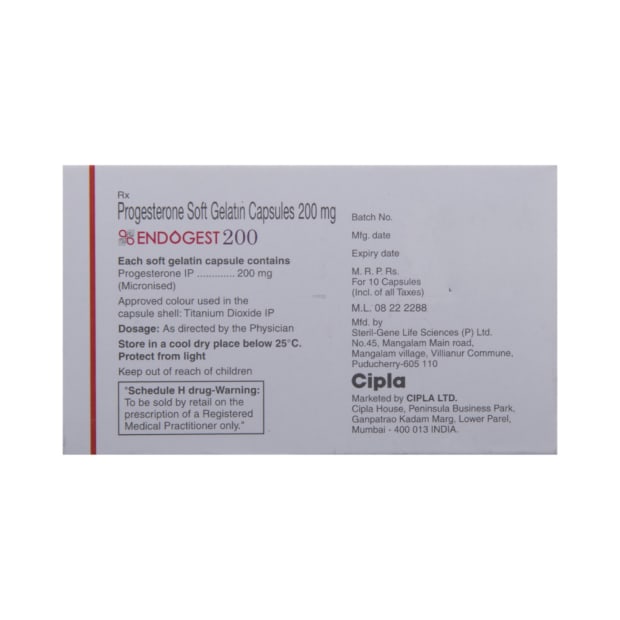 Rx
Progesterone Soft Gelatin Capsules 200 mg
ENDOGEST 200
Each soft gelatin capsule contains
Progesterone IP ............. 200 mg
(Micronised)
Approved colour used in the
capsule shell: Titanium Dioxide IP
Dosage: As directed by the Physician
Store in a cool dry place below 25°C.
Protect from light
Keep out of reach of children
"Schedule H drug-Warning:
To be sold by retail on the
prescription of a Registered
Medical Practitioner only."
Batch No.
Mfg. date
Expiry date
M. R. P. Rs.
For 10 Capsules
(Incl. of all Taxes)
M.L. 08 22 2288
Mfd. by
Steril-Gene Life Sciences (P) Ltd.
No.45, Mangalam Main road,
Mangalam village, Villianur Commune,
Puducherry-605 110
Cipla
Marketed by CIPLA LTD.
Cipla House, Peninsula Business Park,
Ganpatrao Kadam Marg, Lower Parel,
Mumbai - 400 013 INDIA.